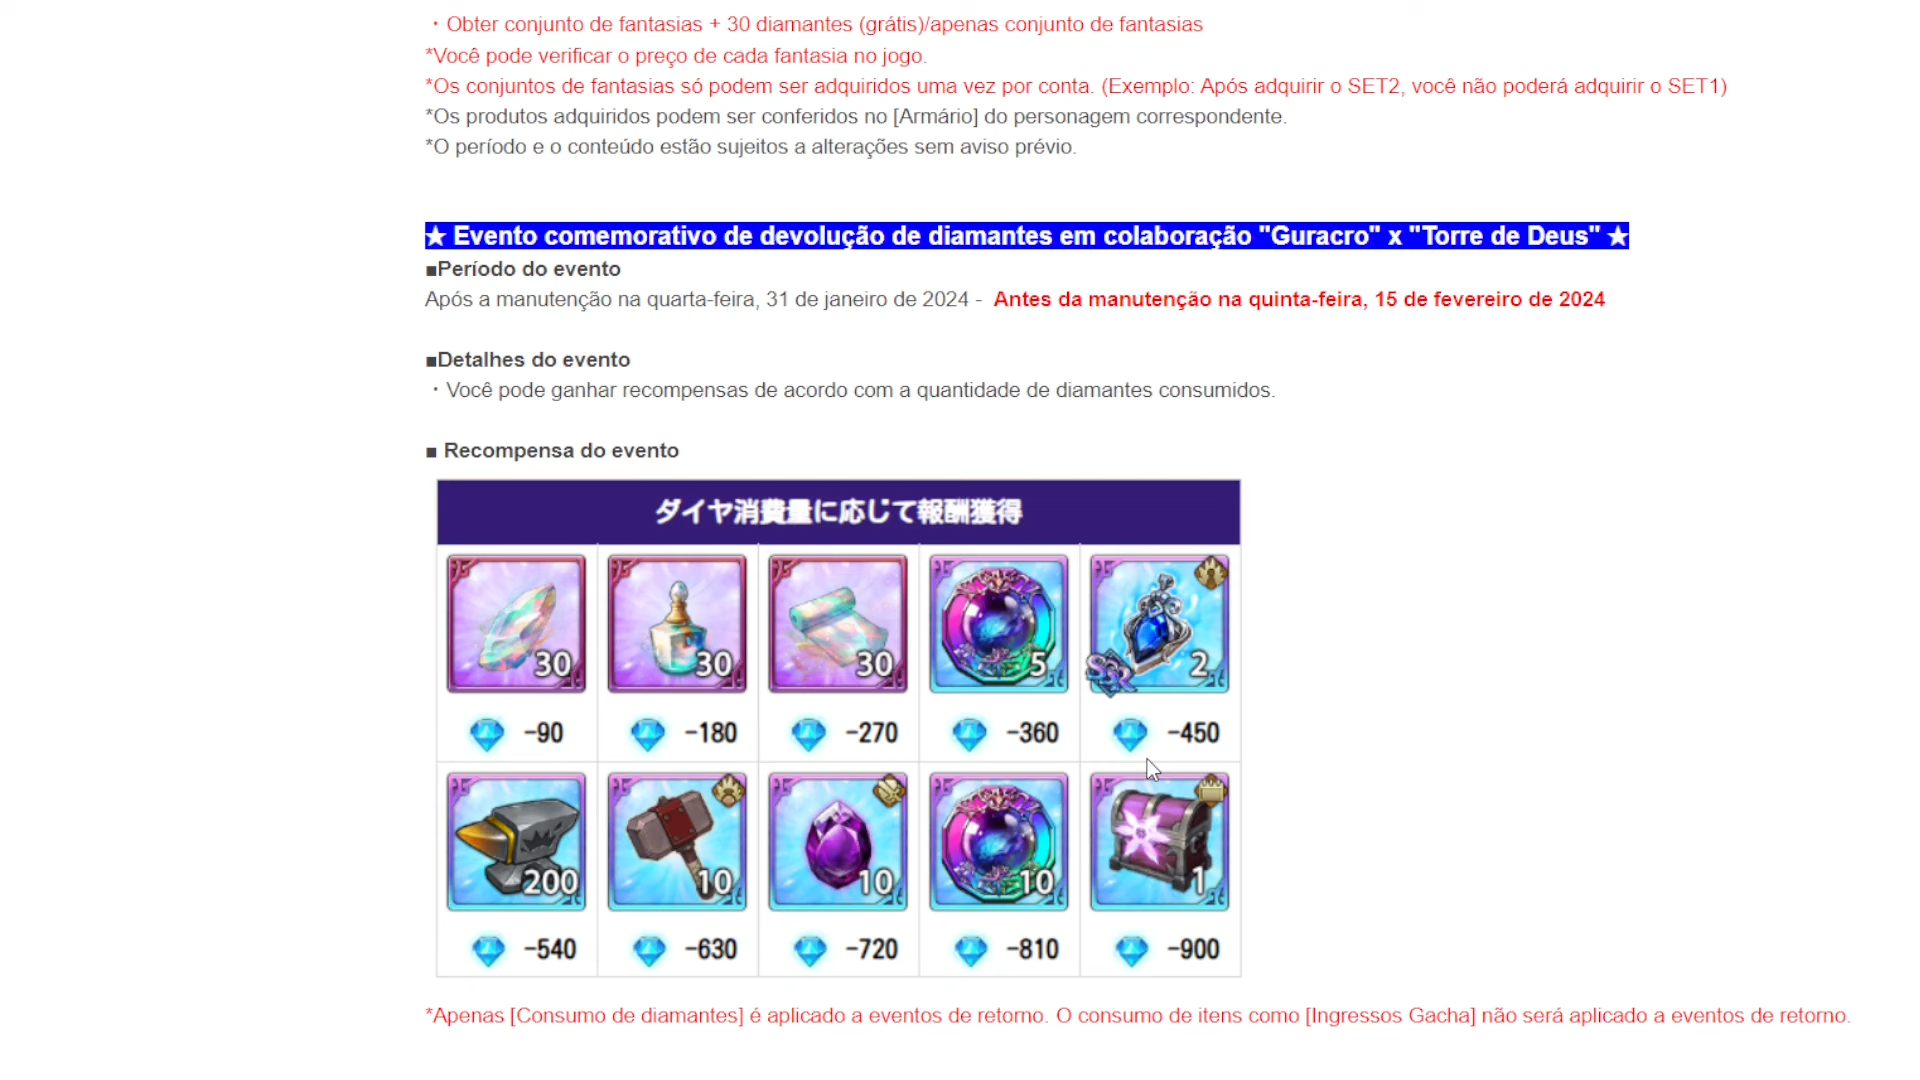 ・Obter conjunto de fantasias + 30 diamantes (grátis)/apenas conjunto de fantasias
*Você pode verificar o preço de cada fantasia no jogo.
*Os conjuntos de fantasias só podem ser adquiridos uma vez por conta. (Exemplo: Após adquirir o SET2, você não poderá adquirir o SET1)
*Os produtos adquiridos podem ser conferidos no [Armário] do personagem correspondente.
*O período e o conteúdo estão sujeitos a alterações sem aviso prévio.
★ Evento comemorativo de devolução de diamantes em colaboração "Guracro" x "Torre de Deus" ★
■Período do evento
Após a manutenção na quarta-feira, 31 de janeiro de 2024 - Antes da manutenção na quinta-feira, 15 de fevereiro de 2024
■Detalhes do evento
・Você pode ganhar recompensas de acordo com a quantidade de diamantes consumidos.
■ Recompensa do evento
ダイヤ消費量に応じて報酬獲得
30 30 30 5 SSR 2
-90 -180 -270 -360 -450
200 10 10 10 1
-540 -630 -720 -810 -900
*Apenas [Consumo de diamantes] é aplicado a eventos de retorno. O consumo de itens como [Ingressos Gacha] não será aplicado a eventos de retorno.